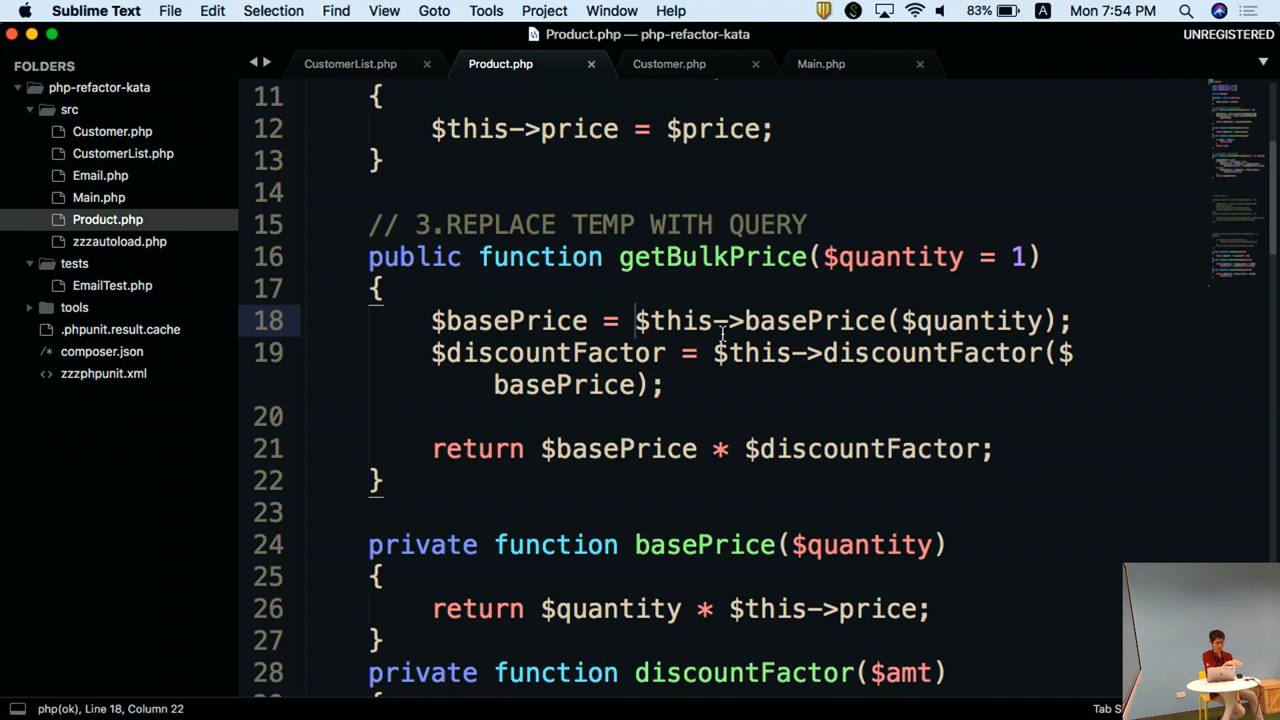 Sublime Text File Edit Selection Find View Goto Tools Project Window Help 83% A Mon 7:54 PM
Product.php — php-refactor-kata UNREGISTERED
FOLDERS
php-refactor-kata
src
Customer.php
CustomerList.php
Email.php
Main.php
Product.php
zzzautoload.php
tests
EmailTest.php
tools
.phpunit.result.cache
composer.json
zzzphpunit.xml
CustomerList.php Product.php Customer.php Main.php
11 {
12 $this->price = $price;
13 }
14
15 // 3.REPLACE TEMP WITH QUERY
16 public function getBulkPrice($quantity = 1)
17 {
18 $basePrice = $this->basePrice($quantity);
19 $discountFactor = $this->discountFactor($
basePrice);
20
21 return $basePrice * $discountFactor;
22 }
23
24 private function basePrice($quantity)
25 {
26 return $quantity * $this->price;
27 }
28 private function discountFactor($amt)
{
php(ok), Line 18, Column 22 Tab S